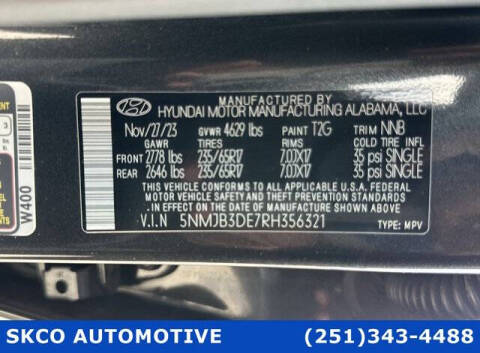 MANUFACTURED BY
HYUNDAI MOTOR MANUFACTURING ALABAMA, LLC
Nov/27/23 GVWR 4629 lbs PAINT T2G TRIM NNB
GAWR TIRES RIMS COLD TIRE INFL
FRONT 2778 lbs 235/65R17 7.0JX17 35 psi SINGLE
REAR 2646 lbs 235/65R17 7.0JX17 35 psi SINGLE
THIS VEHICLE CONFORMS TO ALL APPLICABLE U.S.A. FEDERAL
MOTOR VEHICLE SAFETY, BUMPER, AND THEFT PREVENTION
STANDARDS IN EFFECT ON THE DATE OF MANUFACTURE
SHOWN ABOVE.
V.I.N 5NMJB3DE7RH356321 TYPE: MPV
W400
3
SKCO AUTOMOTIVE (251)343-4488